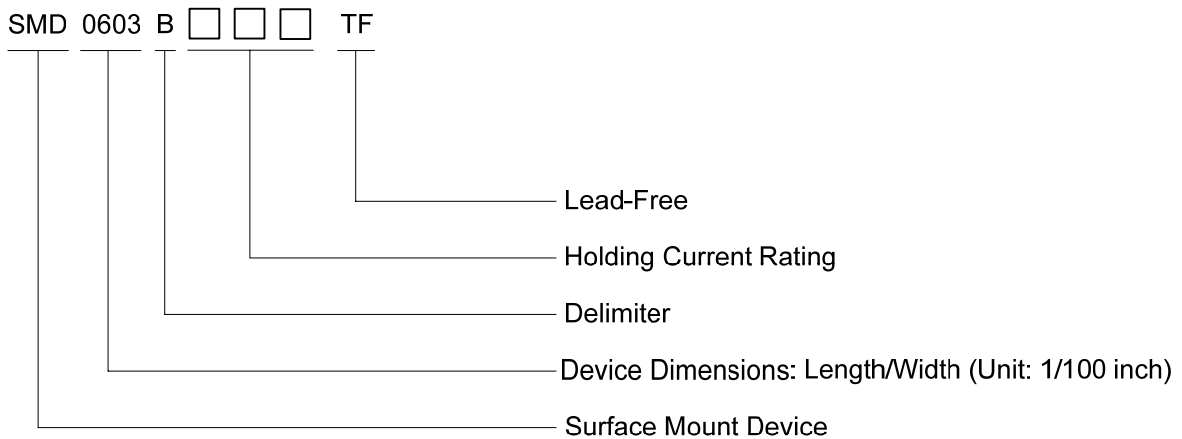 SMD 0603 B □ □ □ TF
Lead-Free
Holding Current Rating
Delimiter
Device Dimensions: Length/Width (Unit: 1/100 inch)
Surface Mount Device